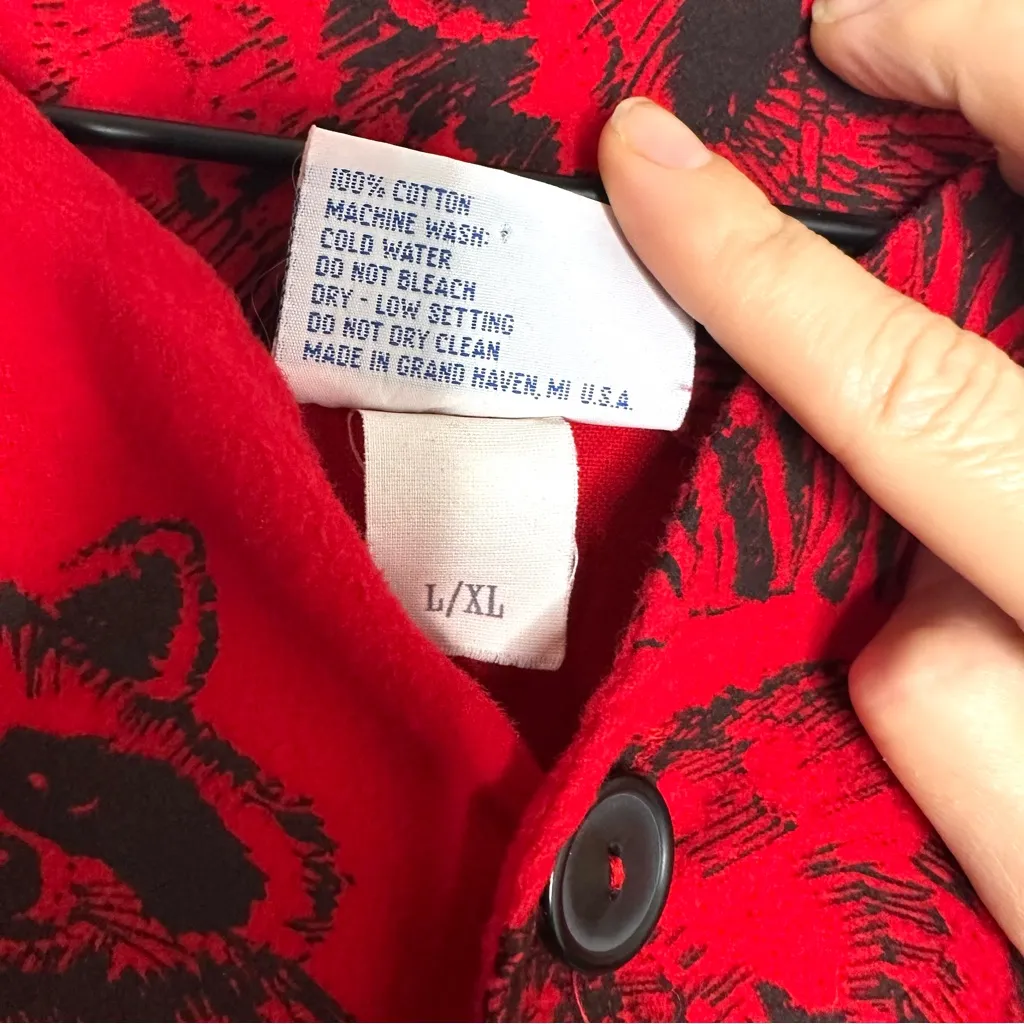 100% COTTON
MACHINE WASH:
COLD WATER
DO NOT BLEACH
DRY - LOW SETTING
DO NOT DRY CLEAN
MADE IN GRAND HAVEN, MI U.S.A.
L/XL